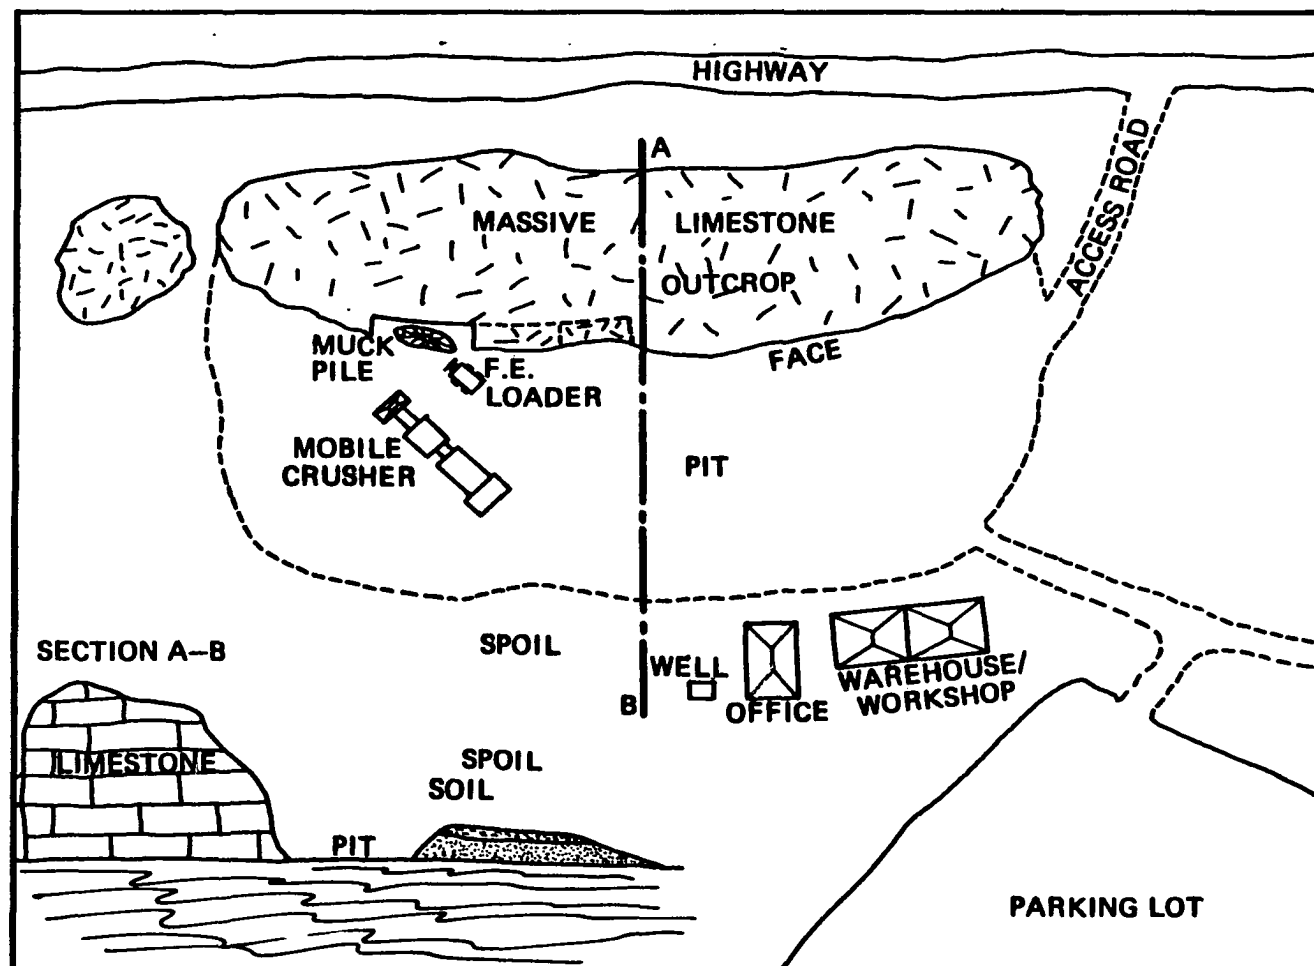 HIGHWAY
A
ACCESS ROAD
MASSIVE LIMESTONE
OUTCROP
MUCK
PILE
FACE
F.E.
LOADER
MOBILE
CRUSHER
PIT
SECTION A–B
SPOIL
WELL
B
OFFICE
WAREHOUSE/
WORKSHOP
LIMESTONE
SPOIL
SOIL
PIT
PARKING LOT